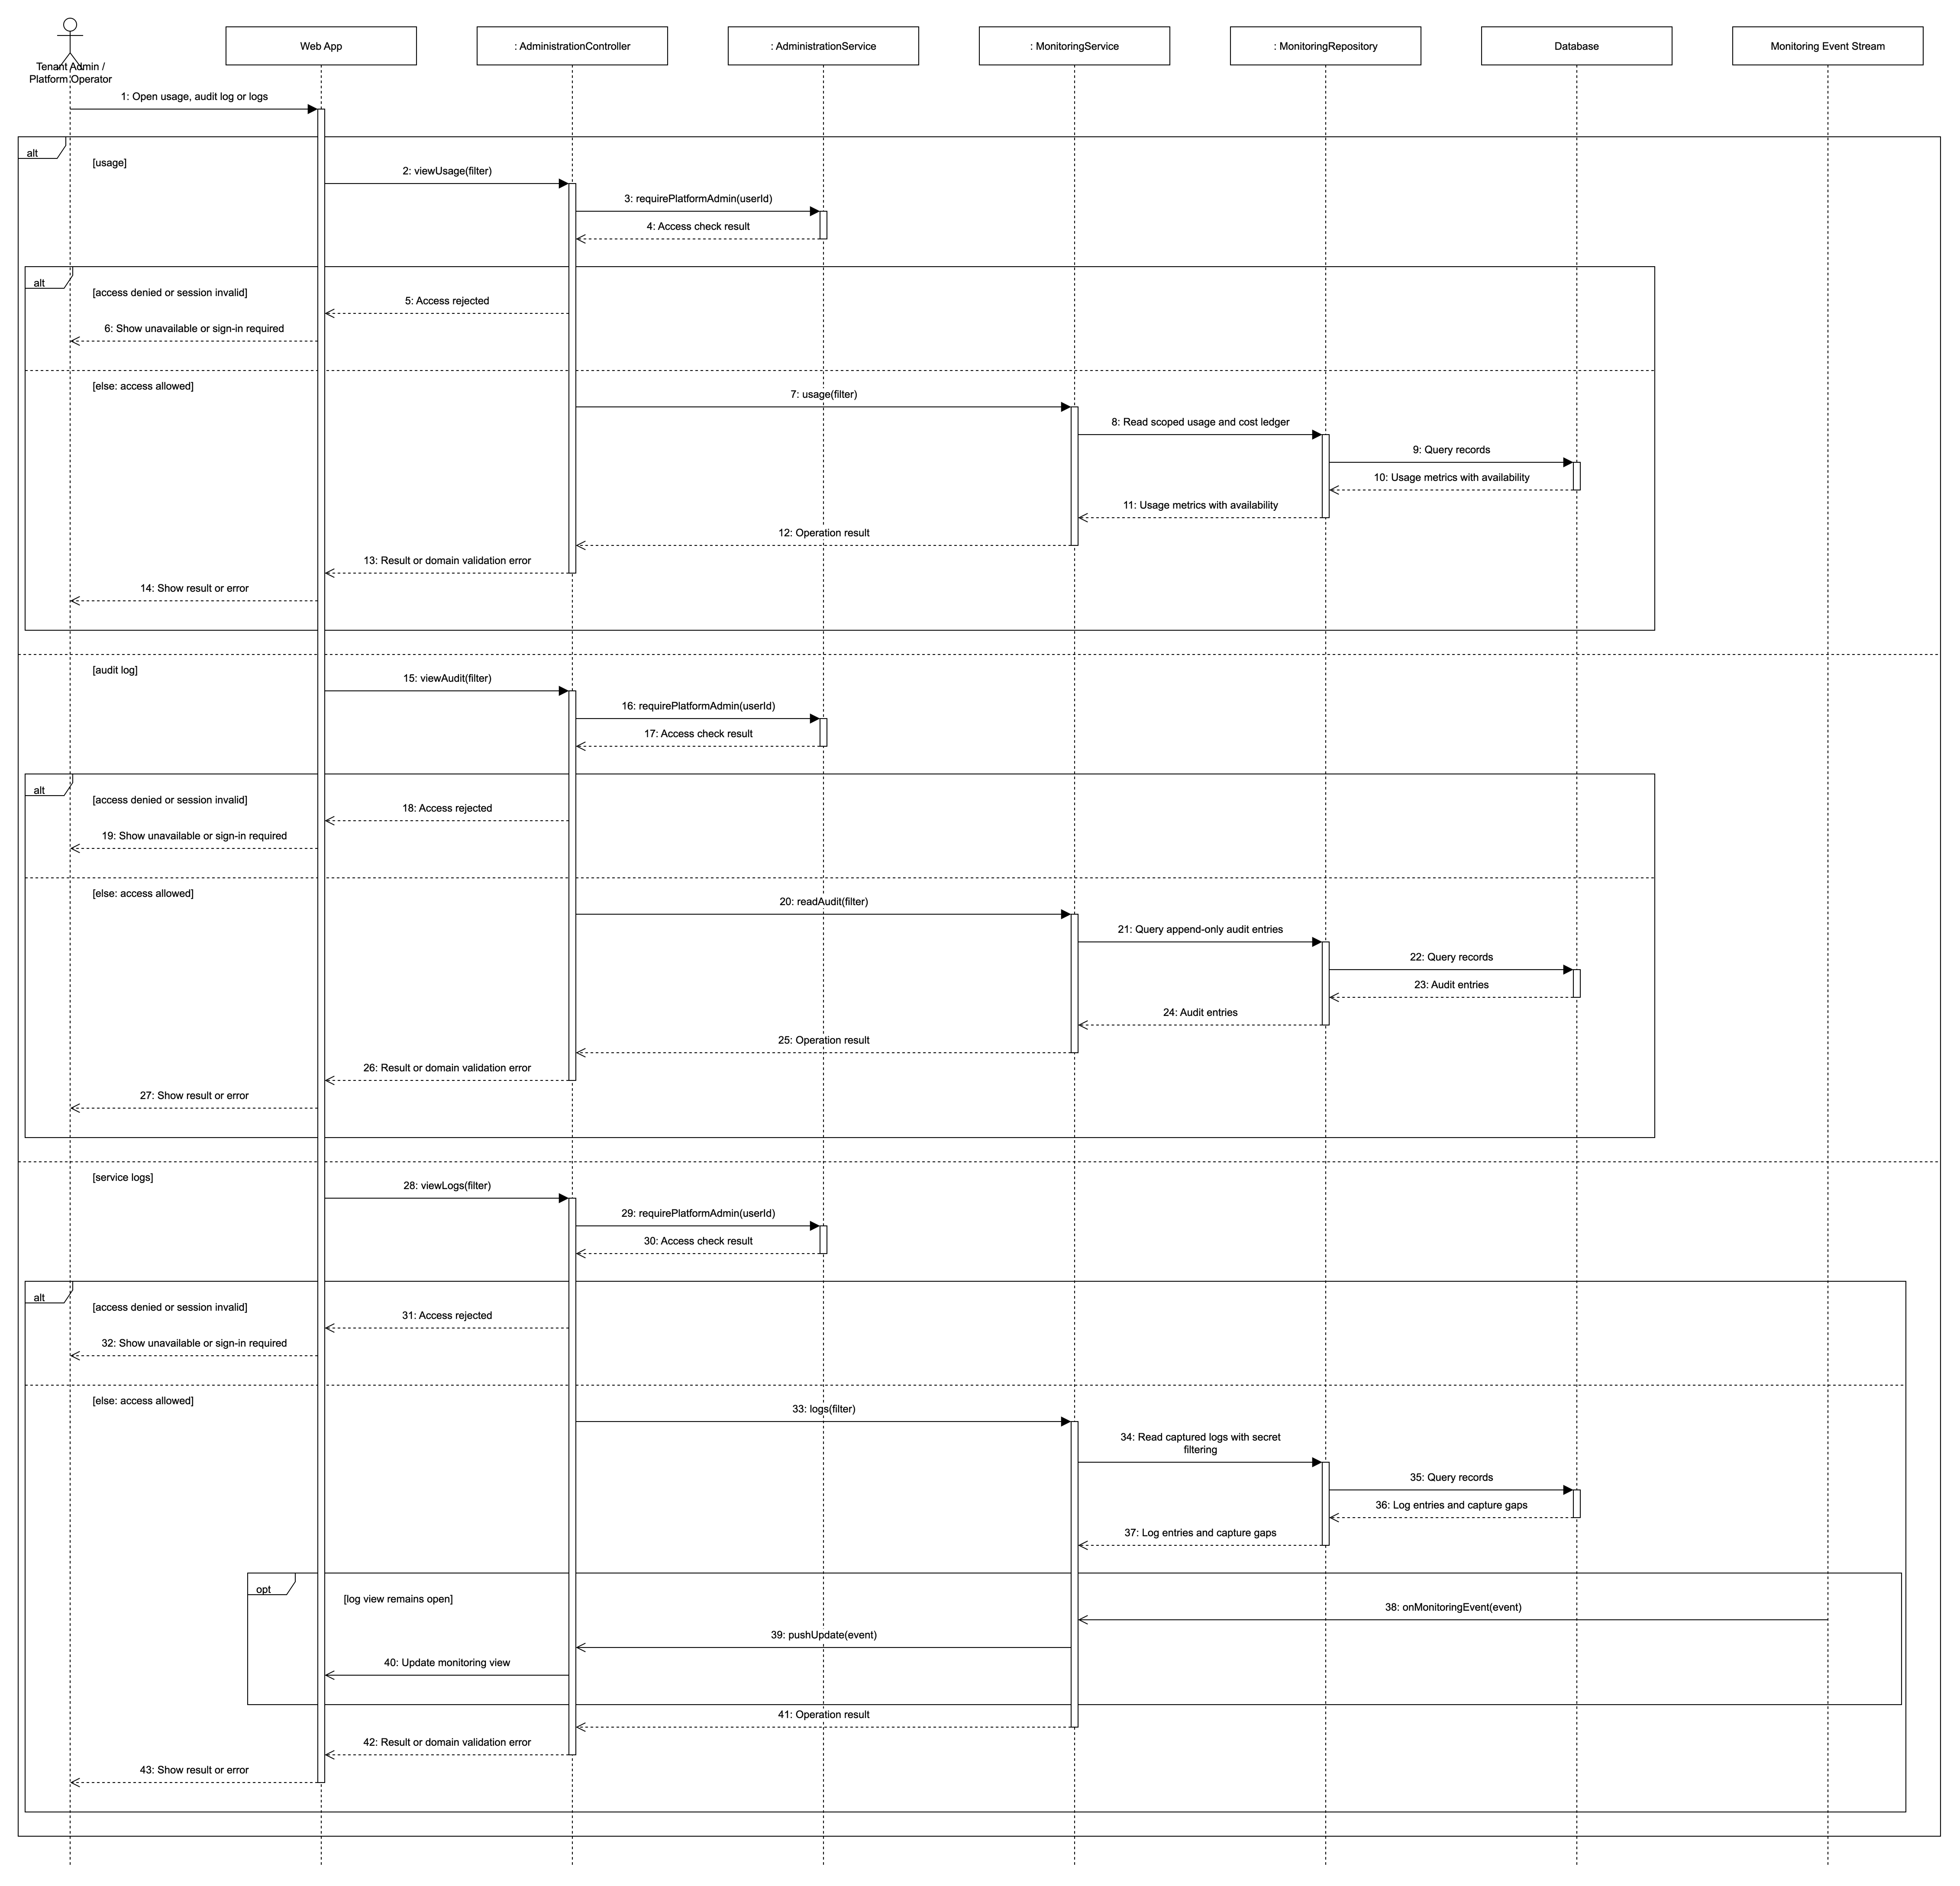 Tenant Admin /
Platform Operator
Web App
: AdministrationController
: AdministrationService
: MonitoringService
: MonitoringRepository
Database
Monitoring Event Stream
1: Open usage, audit log or logs
alt
[usage]
2: viewUsage(filter)
3: requirePlatformAdmin(userId)
4: Access check result
alt
[access denied or session invalid]
5: Access rejected
6: Show unavailable or sign-in required
[else: access allowed]
7: usage(filter)
8: Read scoped usage and cost ledger
9: Query records
10: Usage metrics with availability
11: Usage metrics with availability
12: Operation result
13: Result or domain validation error
14: Show result or error
[audit log]
15: viewAudit(filter)
16: requirePlatformAdmin(userId)
17: Access check result
alt
[access denied or session invalid]
18: Access rejected
19: Show unavailable or sign-in required
[else: access allowed]
20: readAudit(filter)
21: Query append-only audit entries
22: Query records
23: Audit entries
24: Audit entries
25: Operation result
26: Result or domain validation error
27: Show result or error
[service logs]
28: viewLogs(filter)
29: requirePlatformAdmin(userId)
30: Access check result
alt
[access denied or session invalid]
31: Access rejected
32: Show unavailable or sign-in required
[else: access allowed]
33: logs(filter)
34: Read captured logs with secret
filtering
35: Query records
36: Log entries and capture gaps
37: Log entries and capture gaps
opt
[log view remains open]
38: onMonitoringEvent(event)
39: pushUpdate(event)
40: Update monitoring view
41: Operation result
42: Result or domain validation error
43: Show result or error